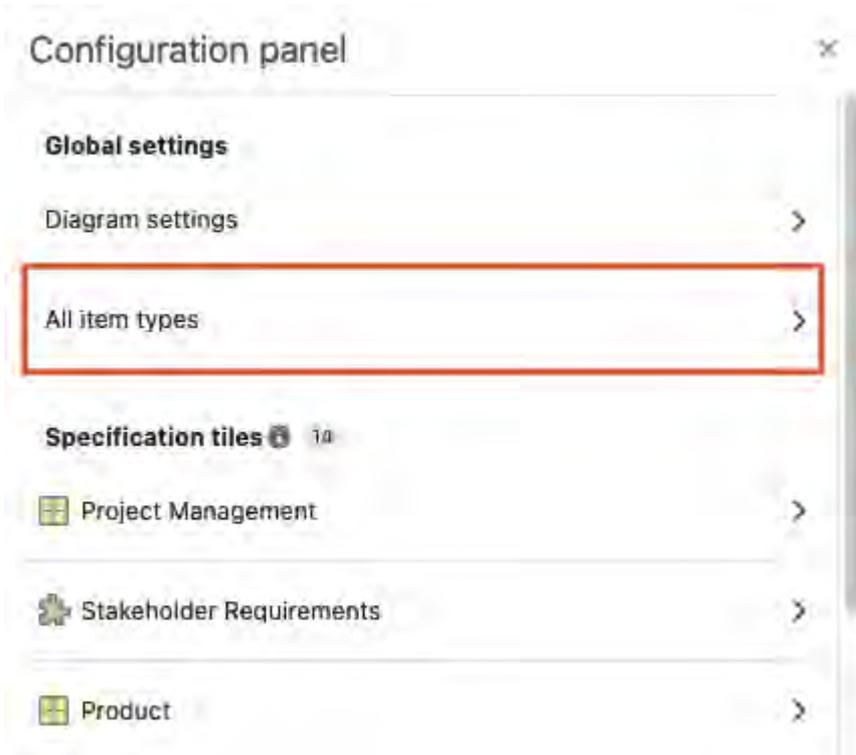 Configuration panel
Global settings
Diagram settings
All item types
Specification tiles 14
Project Management
Stakeholder Requirements
Product